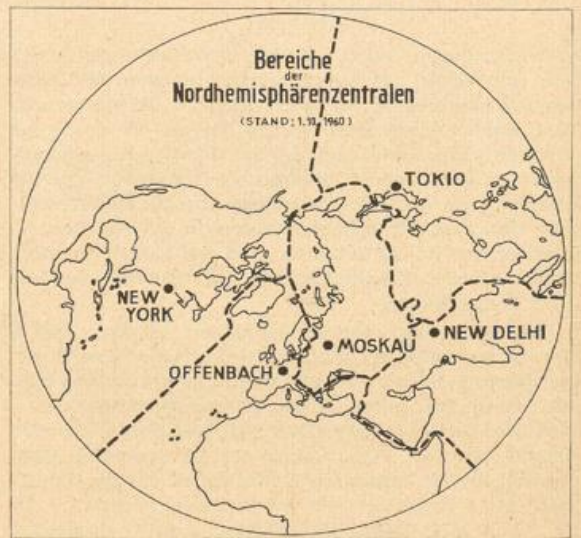 Bereiche
der
Nordhemisphärenzentralen
(STAND; 1.10.1960)
TOKIO
NEW
YORK
NEW DELHI
MOSKAU
OFFENBACH